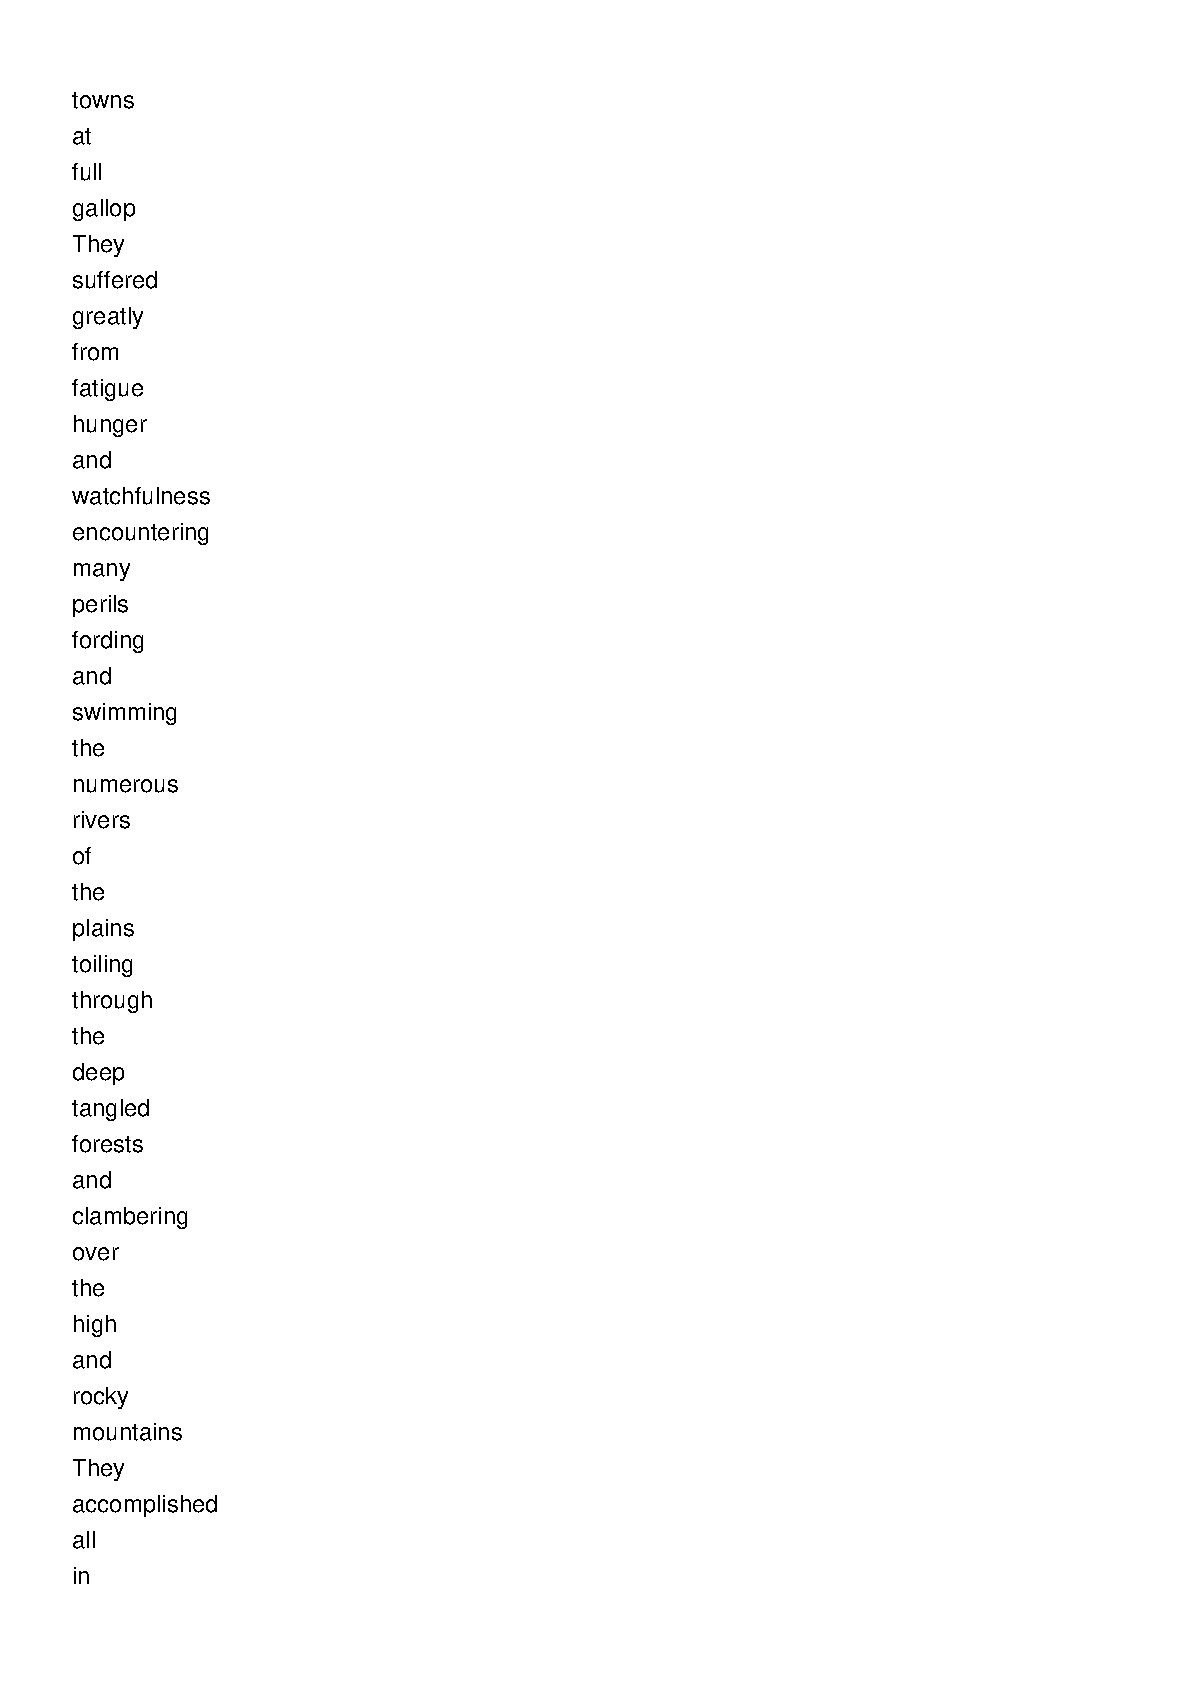 towns
at
full
gallop
They
suffered
greatly
from
fatigue
hunger
and
watchfulness
encountering
many
perils
fording
and
swimming
the
numerous
rivers
of
the
plains
toiling
through
the
deep
tangled
forests
and
clambering
over
the
high
and
rocky
mountains
They
accomplished
all
in